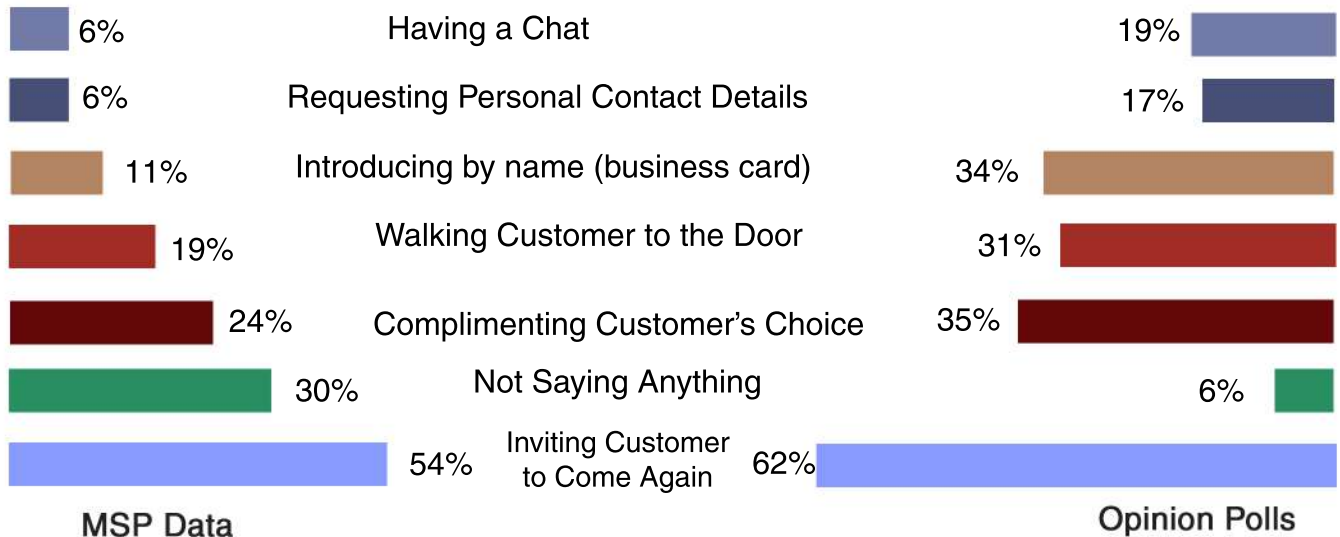 6% Having a Chat 19%
6% Requesting Personal Contact Details 17%
11% Introducing by name (business card) 34%
19% Walking Customer to the Door 31%
24% Complimenting Customer’s Choice 35%
30% Not Saying Anything 6%
54% Inviting Customer 62%
to Come Again
MSP Data Opinion Polls